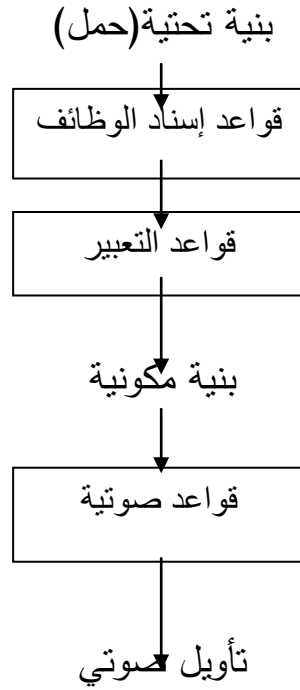 بنية تحتية(حمل)
قواعد إسناد الوظائف
قواعد التعبير
بنية مكونية
قواعد صوتية
تأويل صوتي